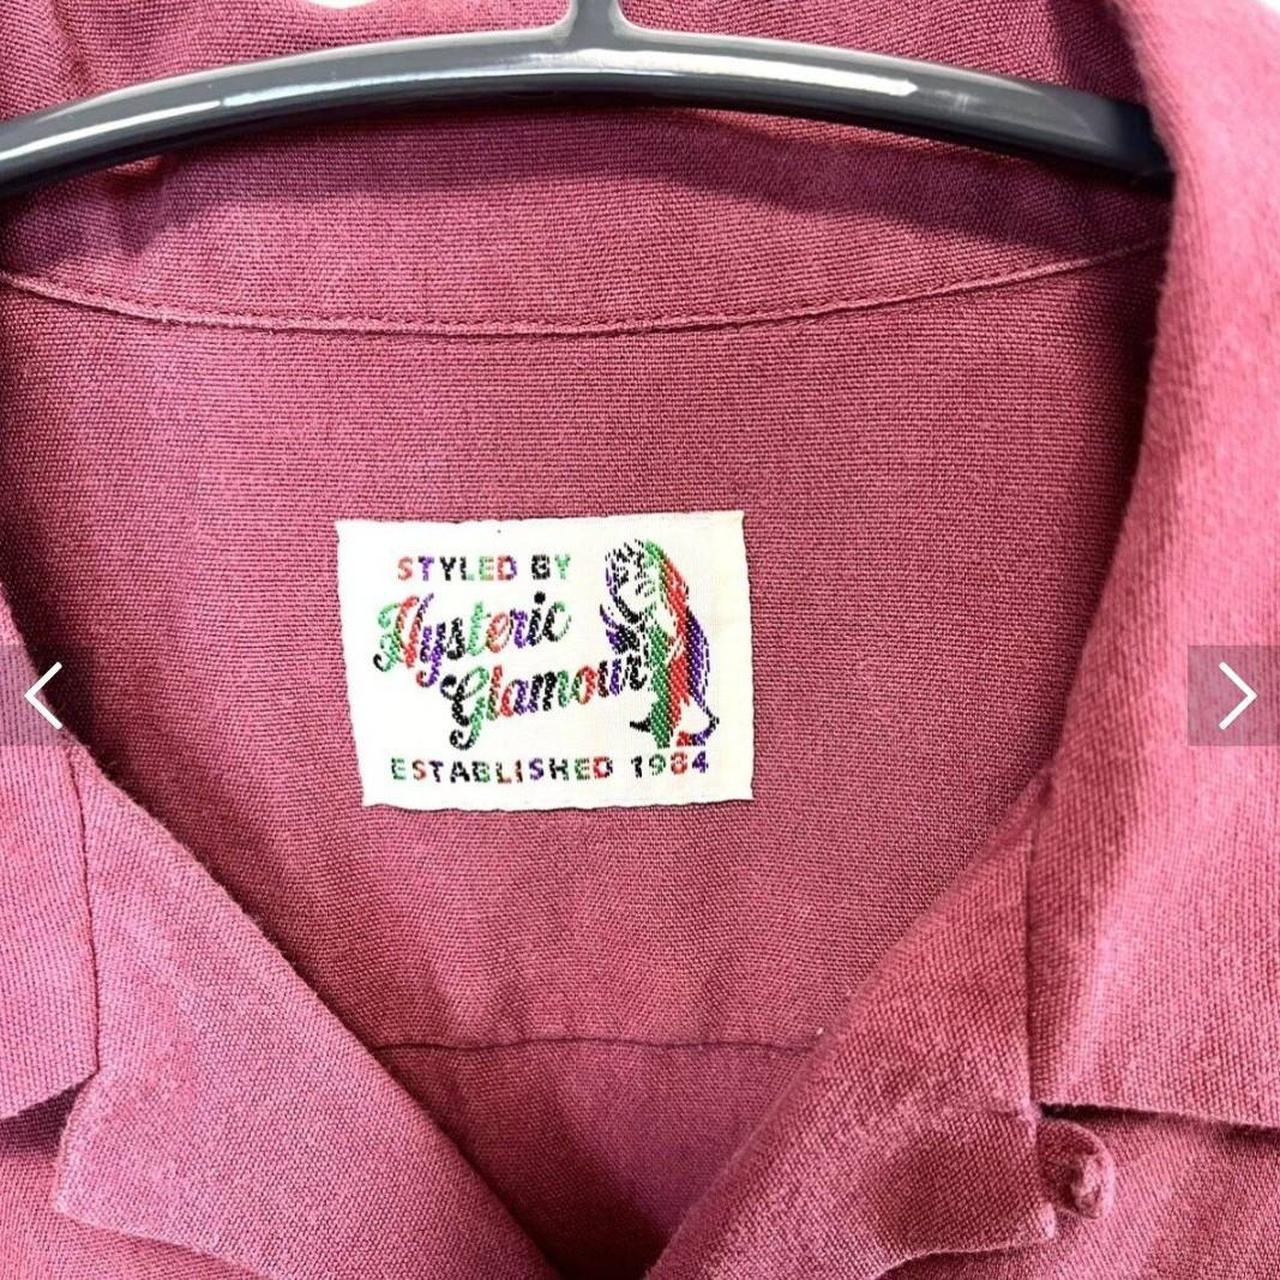 STYLED BY
Hysteric
Glamour
ESTABLISHED 1984